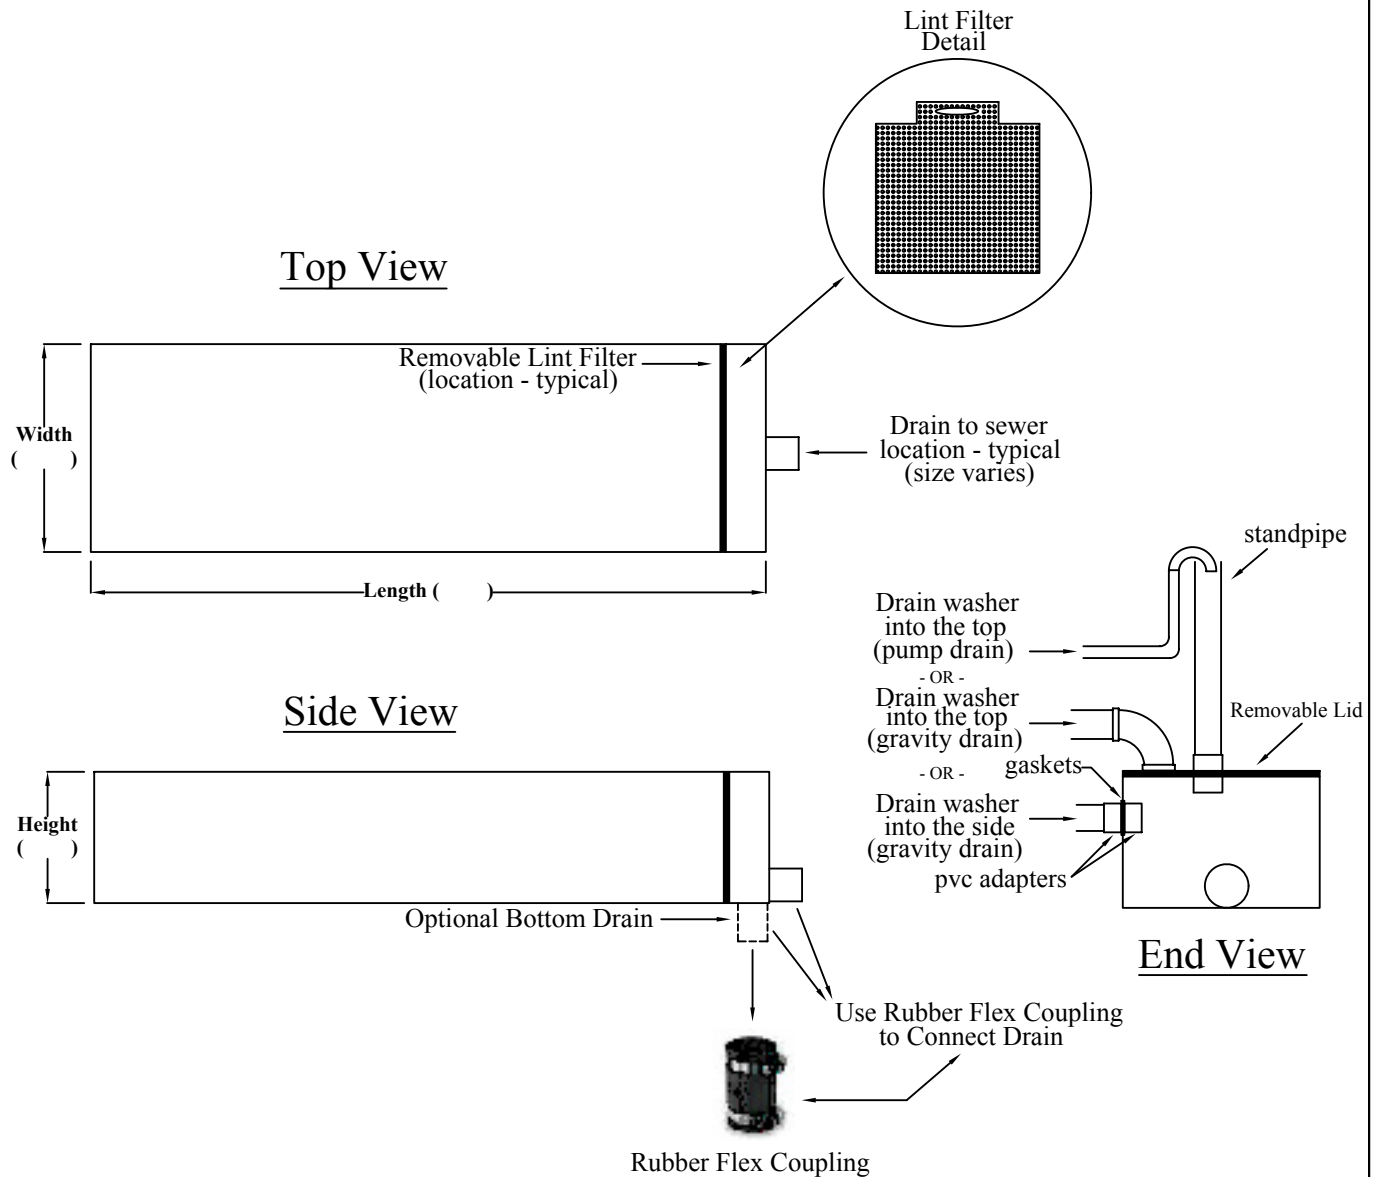 Lint Filter
Detail
Top View
Removable Lint Filter
(location - typical)
Width
(        )
Drain to sewer
location - typical
(size varies)
Length (        )
standpipe
Drain washer
into the top
(pump drain)
- OR -
Drain washer
into the top
(gravity drain)
Removable Lid
- OR -
gaskets
Drain washer
into the side
(gravity drain)
pvc adapters
End View
Side View
Height
(        )
Optional Bottom Drain
Use Rubber Flex Coupling
to Connect Drain
Rubber Flex Coupling